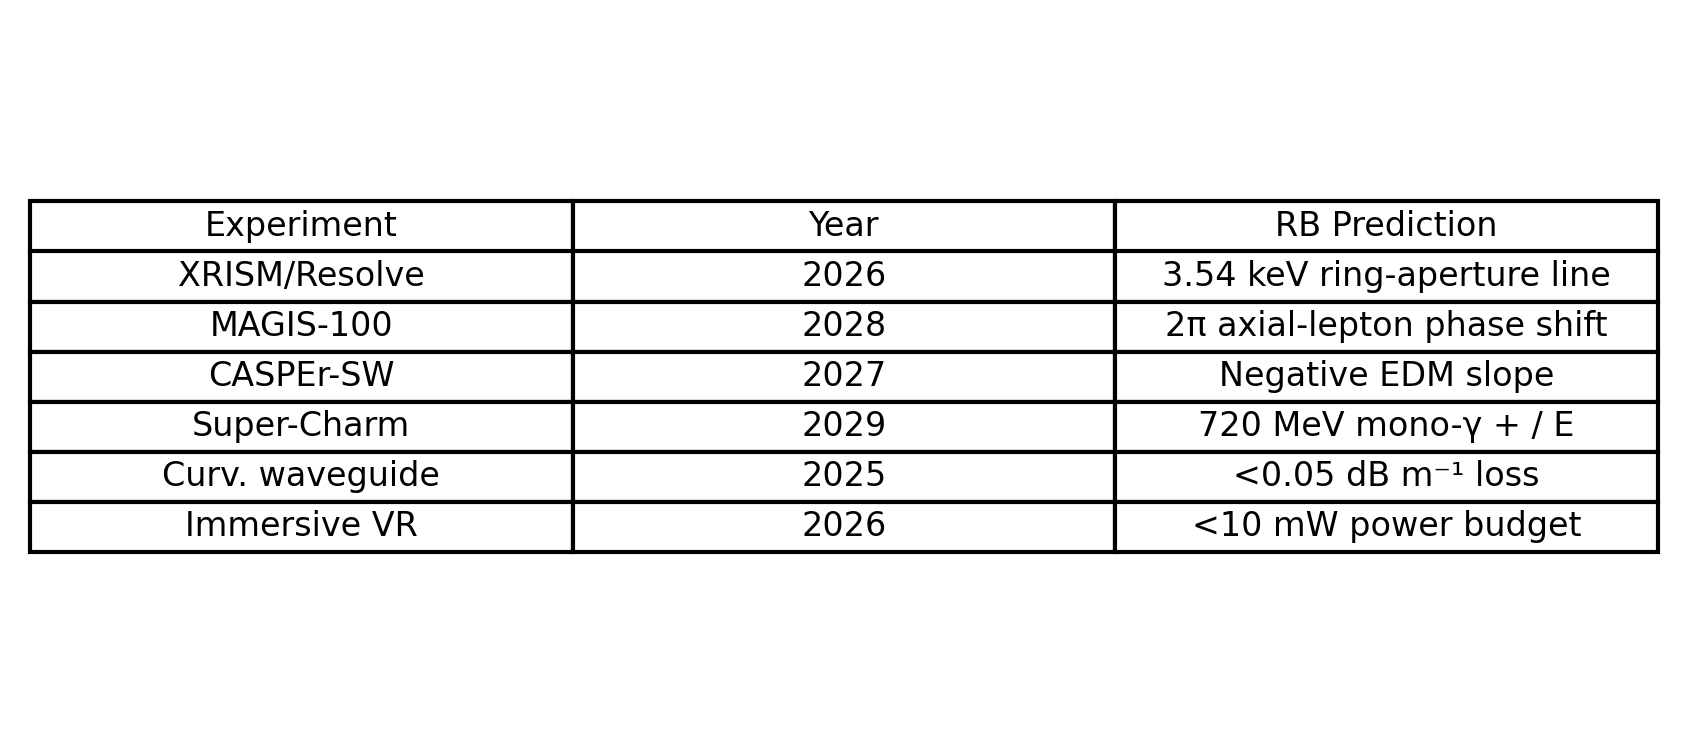 Experiment Year RB Prediction
XRISM/Resolve 2026 3.54 keV ring-aperture line
MAGIS-100 2028 2π axial-lepton phase shift
CASPEr-SW 2027 Negative EDM slope
Super-Charm 2029 720 MeV mono-γ + / E
Curv. waveguide 2025 <0.05 dB m⁻¹ loss
Immersive VR 2026 <10 mW power budget